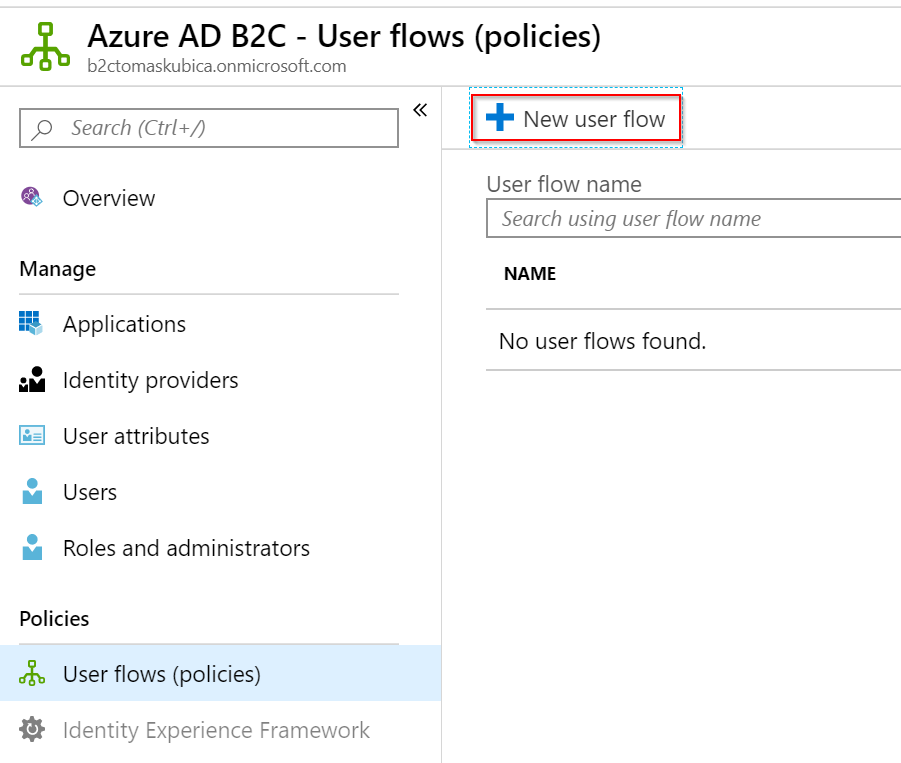 Azure AD B2C - User flows (policies)
b2ctomaskubica.onmicrosoft.com
Search (Ctrl+/)
«
Overview
Manage
Applications
Identity providers
User attributes
Users
Roles and administrators
Policies
User flows (policies)
Identity Experience Framework
New user flow
User flow name
Search using user flow name
NAME
No user flows found.